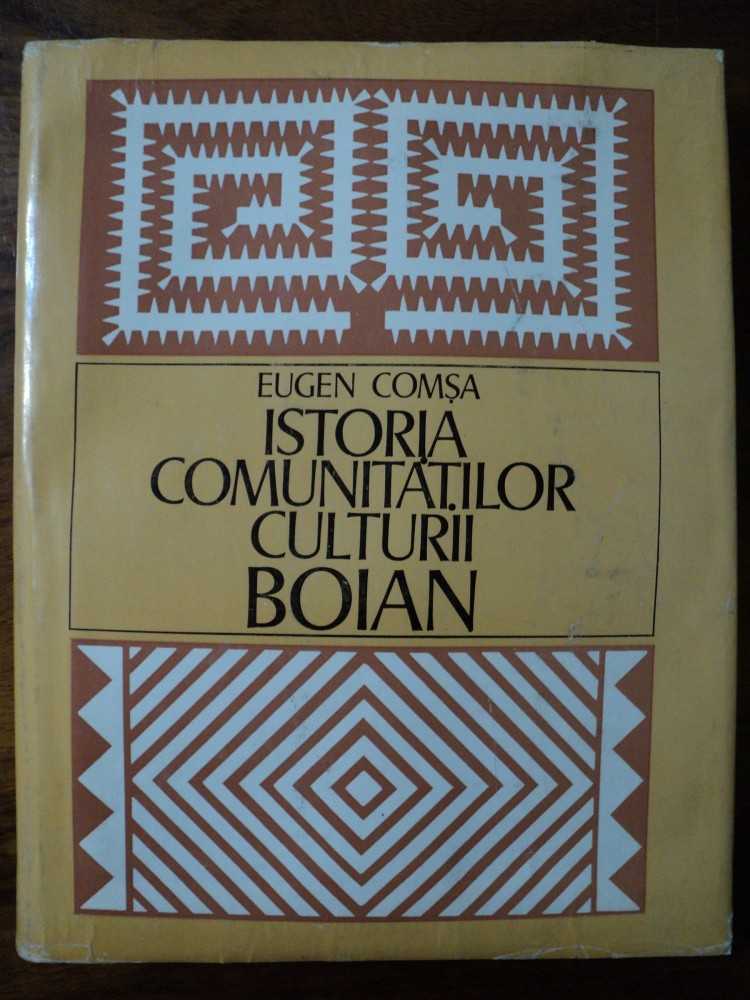 EUGEN COMȘA
ISTORIA
COMUNITĂȚILOR
CULTURII
BOIAN